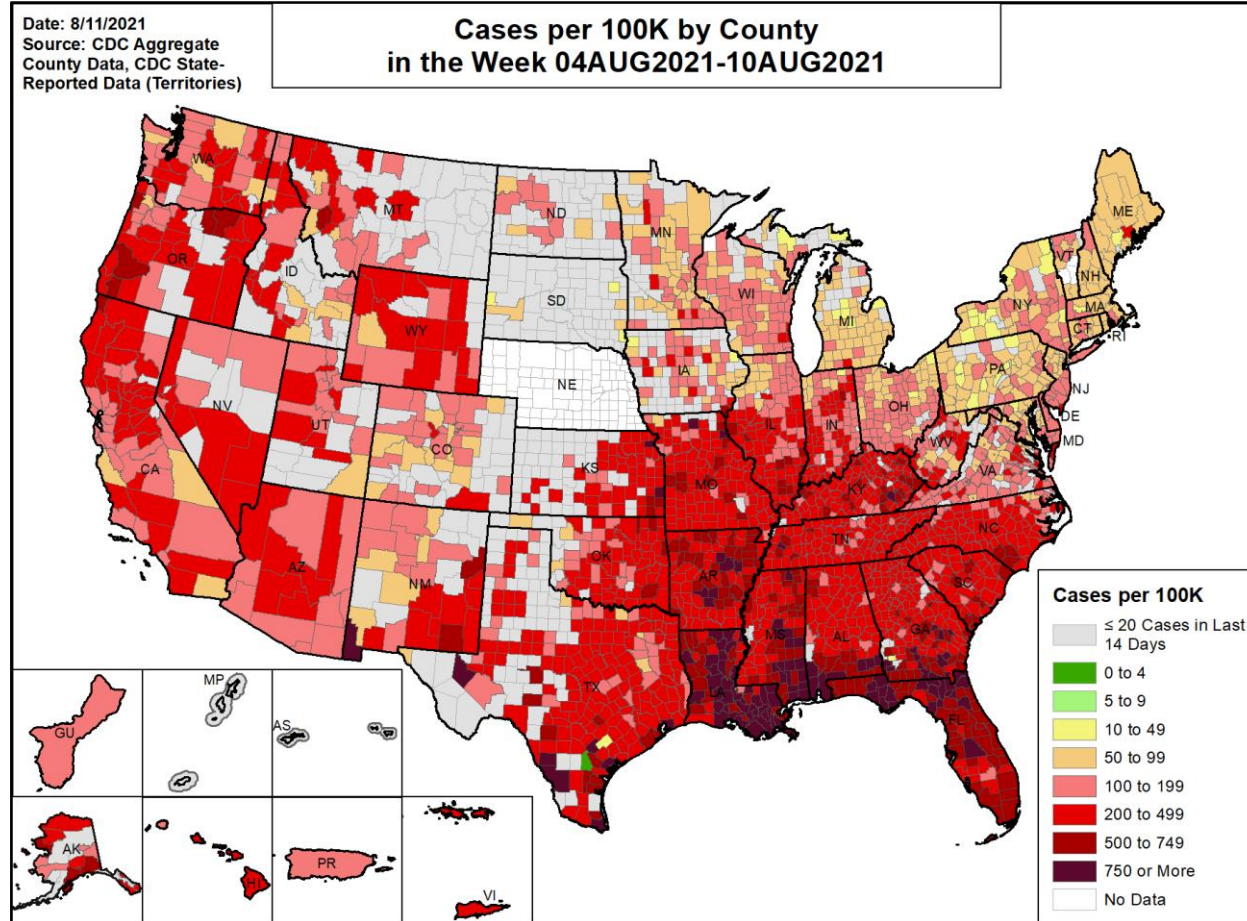 Date: 8/11/2021
Source: CDC Aggregate
County Data, CDC State-
Reported Data (Territories)
Cases per 100K by County
in the Week 04AUG2021-10AUG2021
WA
MT
ND
MN
ME
OR
ID
SD
WI
MI
VT
NH
NY
MA
CT
RI
WY
NE
IA
PA
NJ
NV
UT
CO
KS
IL
IN
OH
WV
VA
DE
MD
CA
MO
KY
AZ
NM
OK
AR
TN
NC
SC
TX
LA
MS
AL
GA
FL
Cases per 100K
≤ 20 Cases in Last
14 Days
0 to 4
5 to 9
10 to 49
50 to 99
100 to 199
200 to 499
500 to 749
750 or More
No Data
GU
MP
AS
AK
HI
PR
VI